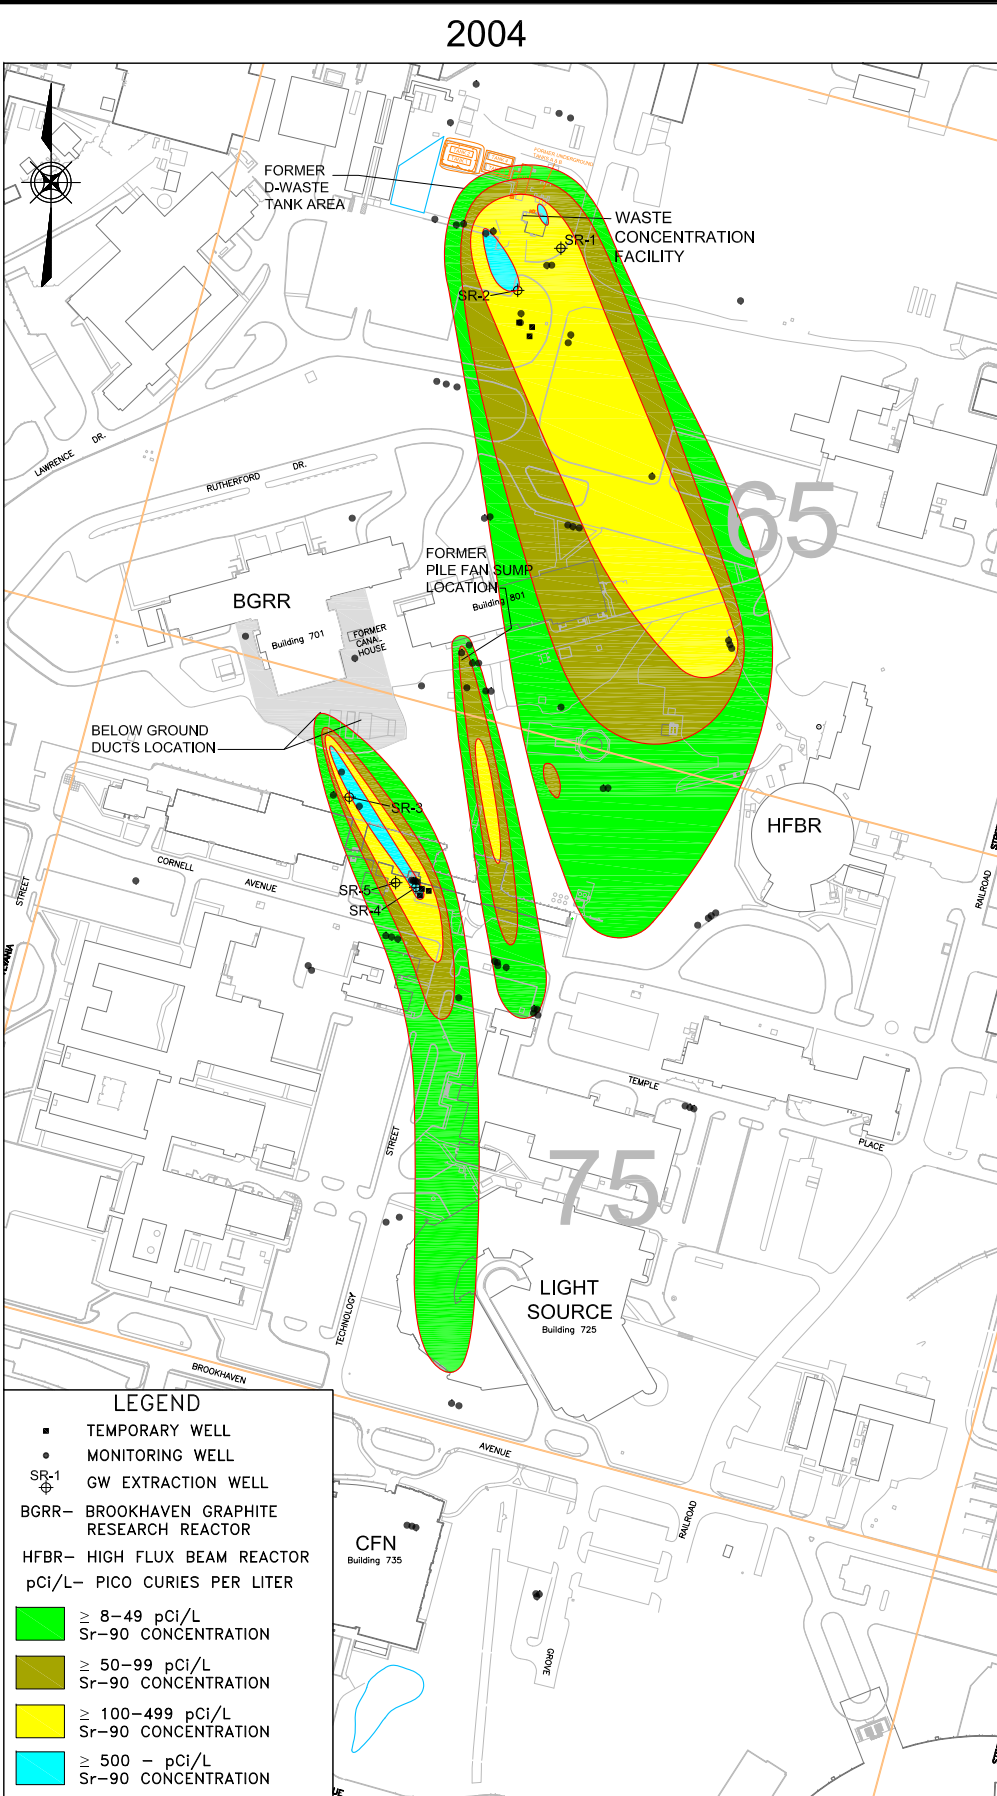 2004
FORMER
D-WASTE
TANK AREA
FORMER UNDERGROUND
WASTE
CONCENTRATION
FACILITY
SR-1
SR-2
LAWRENCE DR.
RUTHERFORD DR.
65
FORMER
PILE FAN SUMP
LOCATION
Building 801
BGRR
Building 701
FORMER
CANAL
HOUSE
BELOW GROUND
DUCTS LOCATION
SR-3
HFBR
SR-5
SR-4
CORNELL AVENUE
STREET
RAILROAD
TEMPLE PLACE
STREET
75
LIGHT
SOURCE
Building 725
TECHNOLOGY
BROOKHAVEN AVENUE
RAILROAD
CFN
Building 735
GROVE
LEGEND
TEMPORARY WELL
MONITORING WELL
SR-1
GW EXTRACTION WELL
BGRR- BROOKHAVEN GRAPHITE
RESEARCH REACTOR
HFBR- HIGH FLUX BEAM REACTOR
pCi/L- PICO CURIES PER LITER
≥ 8-49 pCi/L
Sr-90 CONCENTRATION
≥ 50-99 pCi/L
Sr-90 CONCENTRATION
≥ 100-499 pCi/L
Sr-90 CONCENTRATION
≥ 500 - pCi/L
Sr-90 CONCENTRATION